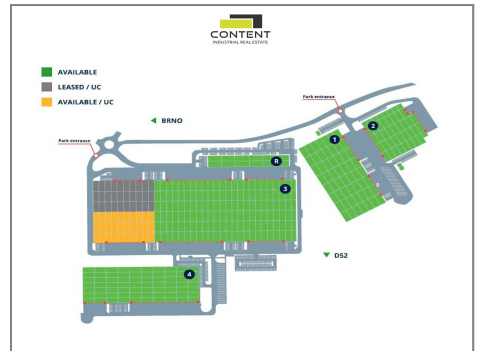 CONTENT
INDUSTRIAL REAL ESTATE
AVAILABLE
LEASED / UC
AVAILABLE / UC
BRNO
Park entrance
Park entrance
1
2
R
3
D52
4